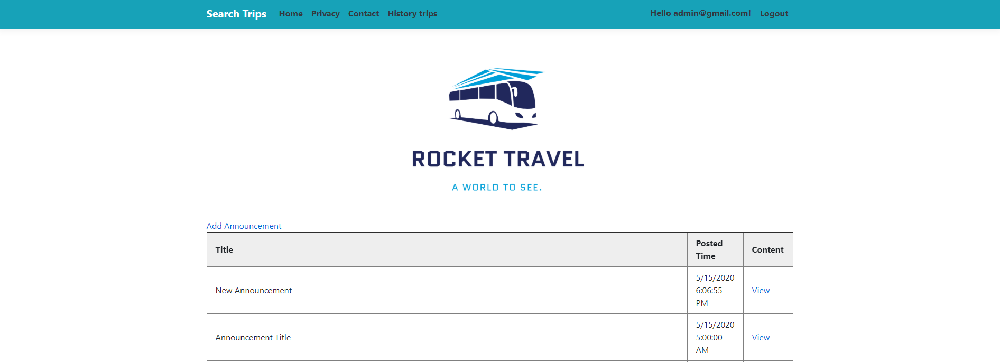 Search Trips Home Privacy Contact History trips Hello admin@gmail.com! Logout
ROCKET TRAVEL
A WORLD TO SEE.
Add Announcement
Title Posted Time Content
New Announcement 5/15/2020 6:06:55 PM View
Announcement Title 5/15/2020 5:00:00 AM View